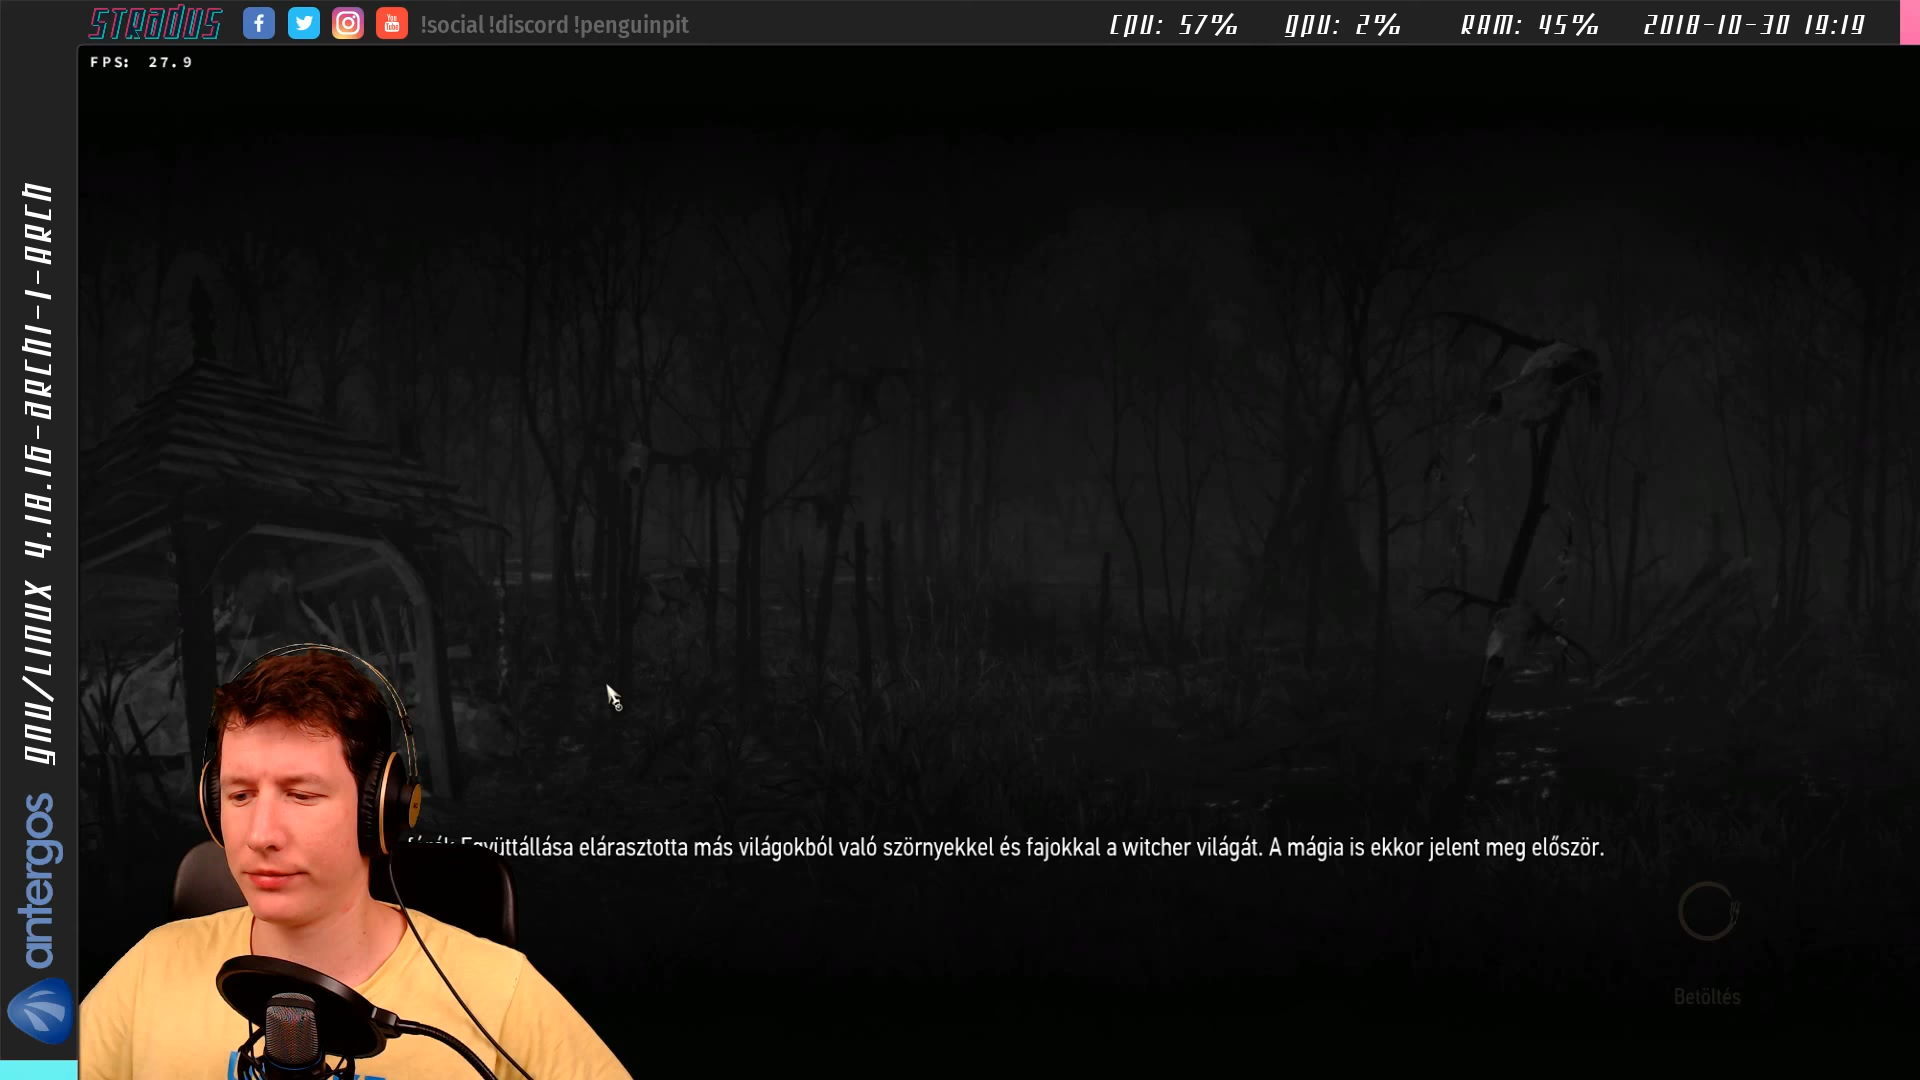 STRADUS
You Tube
!social !discord !penguinpit
CPU: 57%
GPU: 2%
RAM: 45%
2018-10-30 19:19
FPS: 27.9
GNU/LINUX 4.18.16-ARCH1-1-ARCH
antergos
Együttállása elárasztotta más világokból való szörnyekkel és fajokkal a witcher világát. A mágia is ekkor jelent meg először.
Betöltés